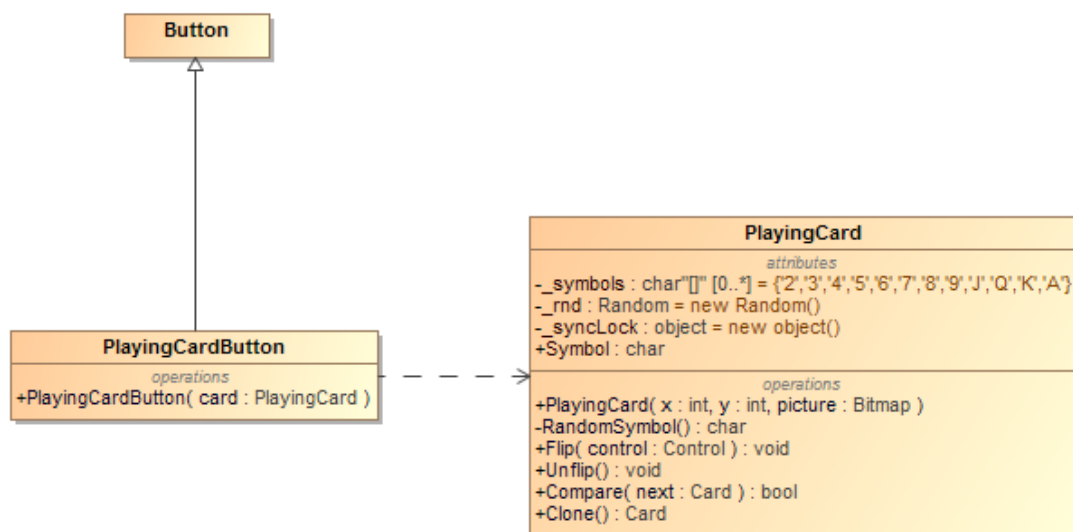 Button
PlayingCardButton
operations
+PlayingCardButton( card : PlayingCard )
PlayingCard
attributes
-_symbols : char"[]" [0..*] = {'2','3','4','5','6','7','8','9','J','Q','K','A'}
-_rnd : Random = new Random()
-_syncLock : object = new object()
+Symbol : char
operations
+PlayingCard( x : int, y : int, picture : Bitmap )
-RandomSymbol() : char
+Flip( control : Control ) : void
+Unflip() : void
+Compare( next : Card ) : bool
+Clone() : Card